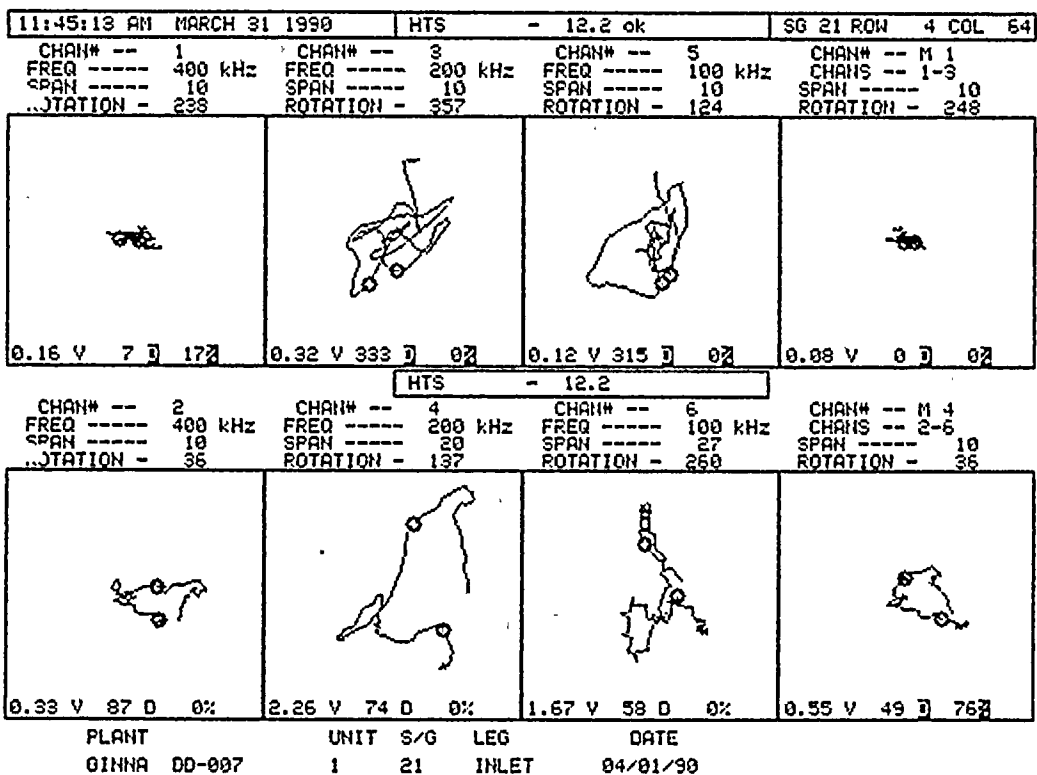 11:45:13 AM MARCH 31 1990 HTS - 12.2 ok SG 21 ROW 4 COL 64
CHAN# -- 1 CHAN# -- 3 CHAN# -- 5 CHAN# -- M 1
FREQ ----- 400 kHz FREQ ----- 200 kHz FREQ ----- 100 kHz CHANS -- 1-3
SPAN ----- 10 SPAN ----- 10 SPAN ----- 10 SPAN ----- 10
..OTATION - 238 ROTATION - 357 ROTATION - 124 ROTATION - 248
0.16 V 7 D 17% 0.32 V 333 D 0% 0.12 V 315 D 0% 0.08 V 0 D 0%
HTS - 12.2
CHAN# -- 2 CHAN# -- 4 CHAN# -- 6 CHAN# -- M 4
FREQ ----- 400 kHz FREQ ----- 200 kHz FREQ ----- 100 kHz CHANS -- 2-6
SPAN ----- 10 SPAN ----- 20 SPAN ----- 27 SPAN ----- 10
..OTATION - 36 ROTATION - 137 ROTATION - 260 ROTATION - 36
0.33 V 87 D 0% 2.26 V 74 D 0% 1.67 V 58 D 0% 0.55 V 49 D 76%
PLANT UNIT S/G LEG DATE
GINNA DD-007 1 21 INLET 04/01/90